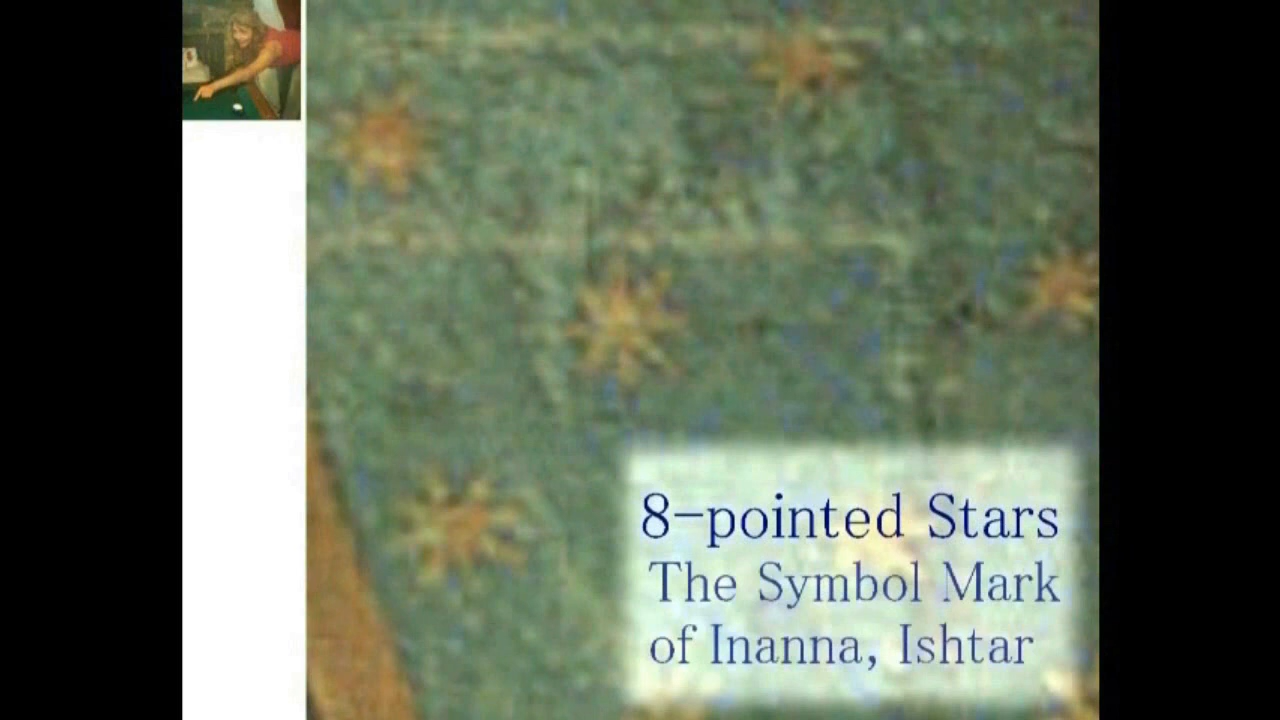 8-pointed Stars
The Symbol Mark
of Inanna, Ishtar